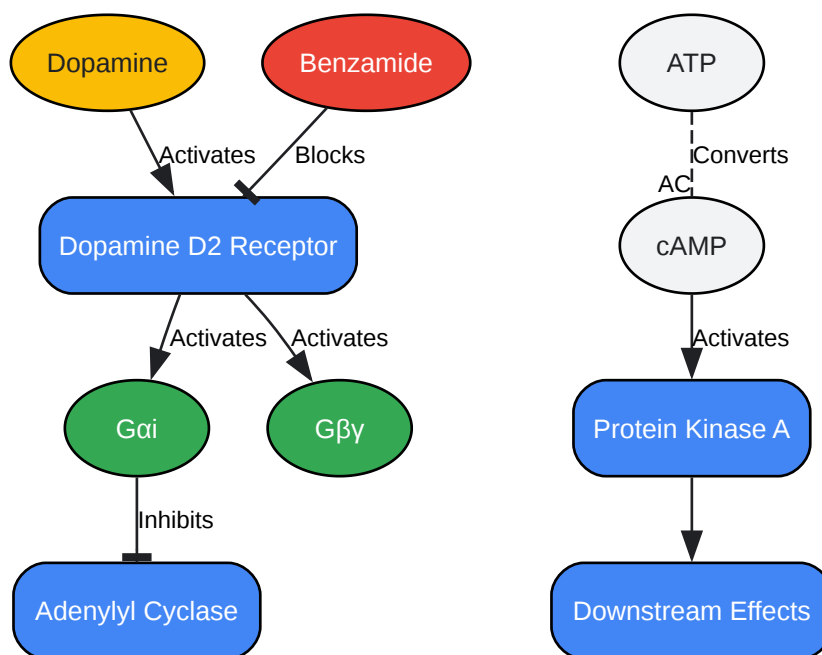 Dopamine
Benzamide
ATP
Activates
Blocks
Converts
AC
Dopamine D2 Receptor
cAMP
Activates
Activates
Activates
Gαi
Gβγ
Protein Kinase A
Inhibits
Adenylyl Cyclase
Downstream Effects